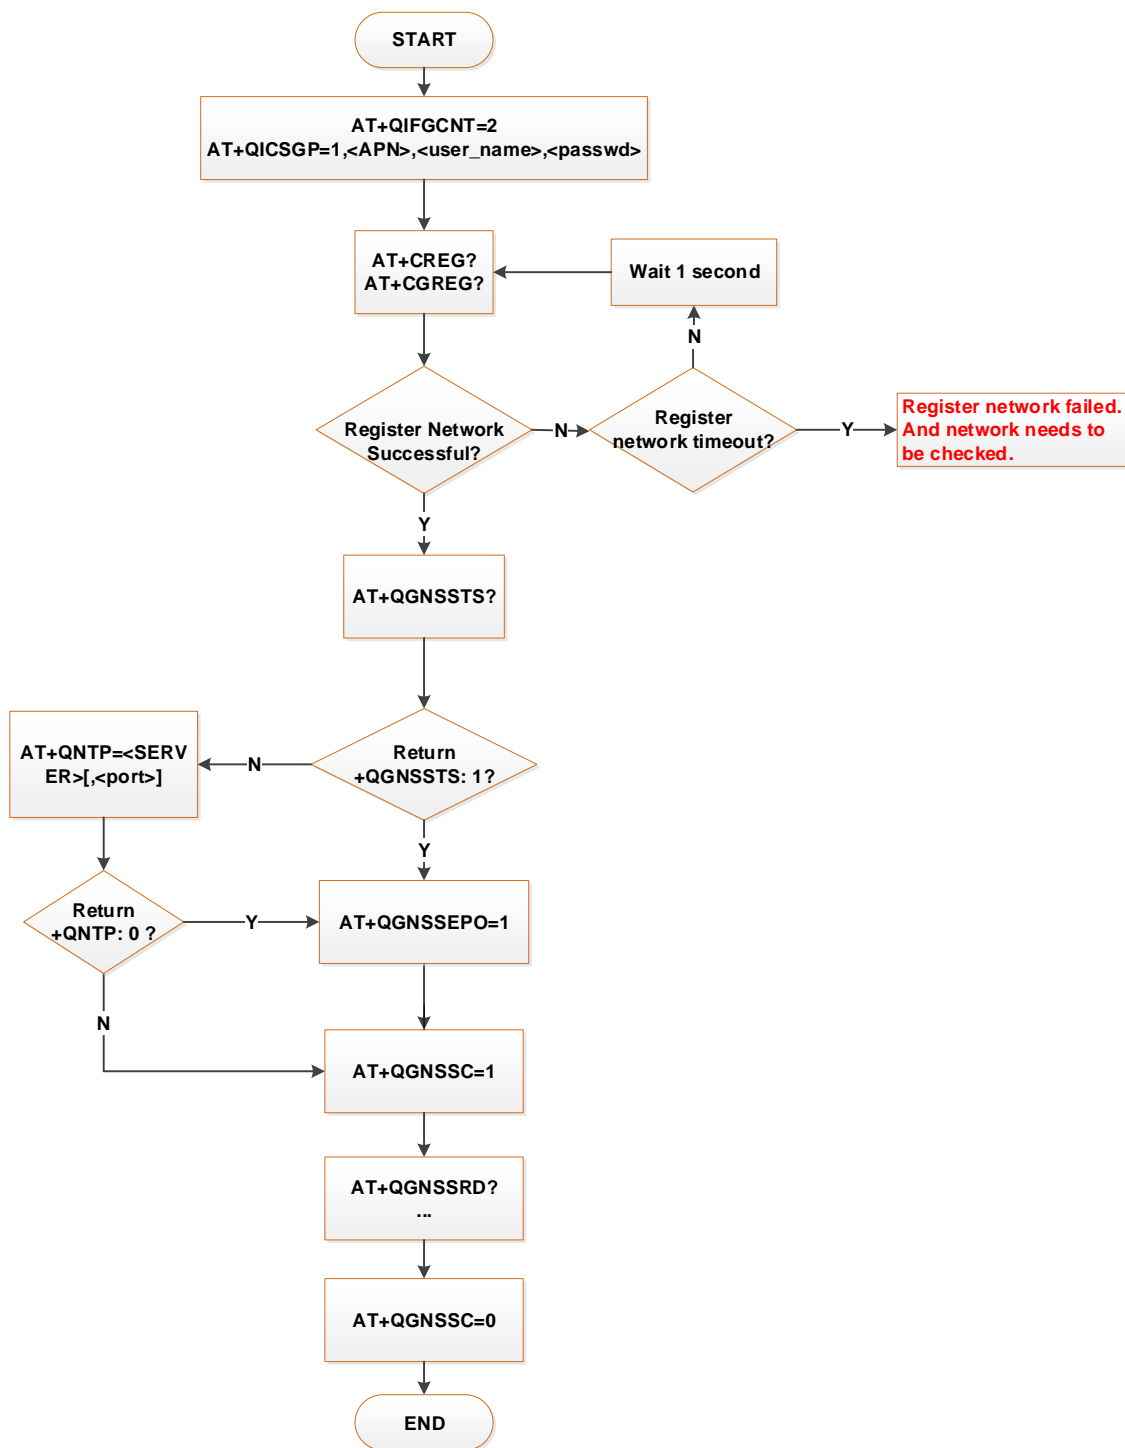 START
AT+QIFGCNT=2
AT+QICSGP=1,<APN>,<user_name>,<passwd>
AT+CREG?
AT+CGREG?
Wait 1 second
N
Register Network
Successful?
N
Register
network timeout?
Y
Register network failed.
And network needs to
be checked.
Y
AT+QGNSSTS?
AT+QNTP=<SERV
ER>[,<port>]
N
Return
+QGNSSTS: 1?
Y
Return
+QNTP: 0 ?
Y
AT+QGNSSEPO=1
N
AT+QGNSSC=1
AT+QGNSSRD?
...
AT+QGNSSC=0
END